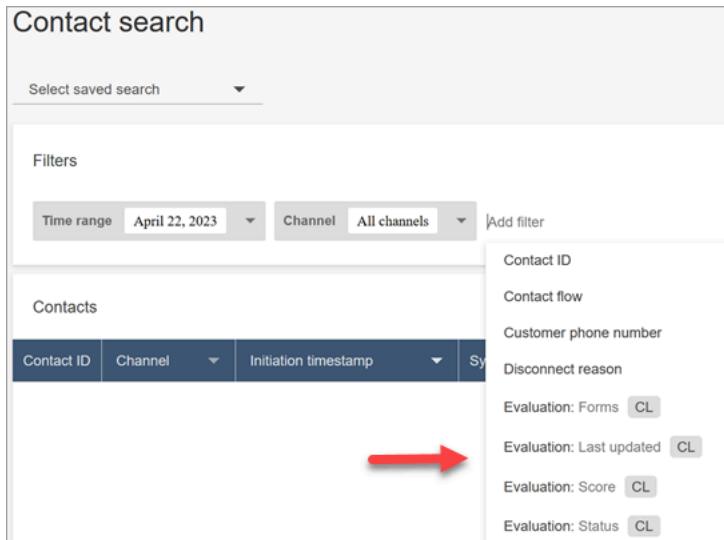 Contact search
Select saved search
Filters
Time range April 22, 2023 Channel All channels Add filter
Contact ID
Contact flow
Customer phone number
Disconnect reason
Evaluation: Forms CL
Evaluation: Last updated CL
Evaluation: Score CL
Evaluation: Status CL
Contacts
Contact ID Channel Initiation timestamp Sy